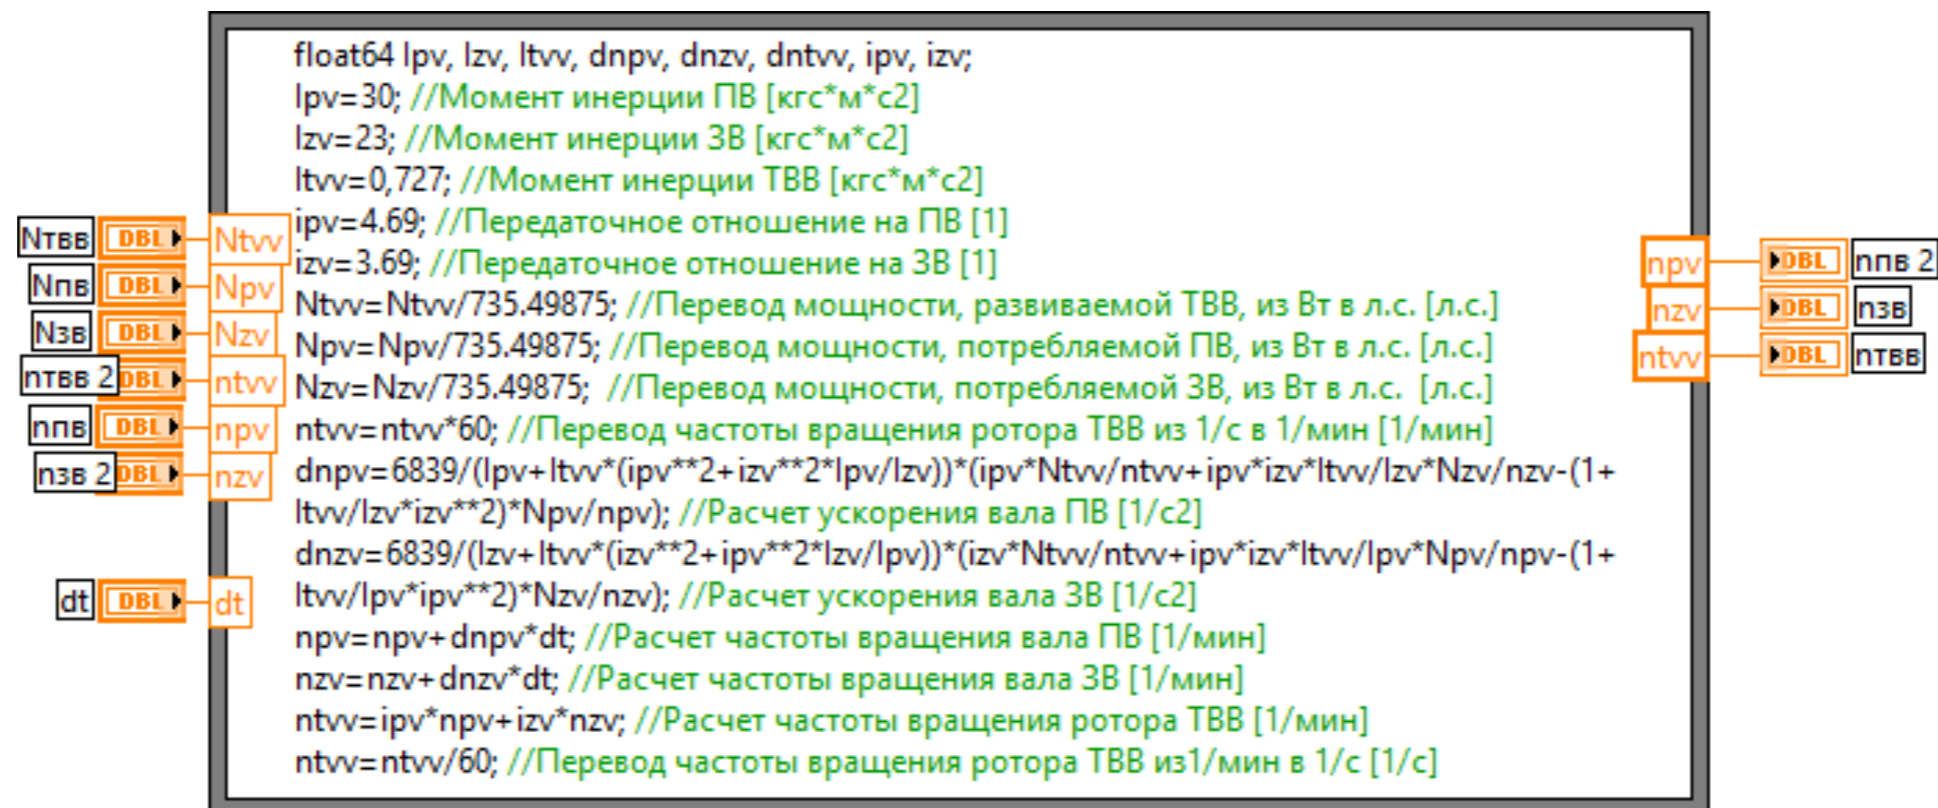 Nтвв DBL Ntvv
Nпв DBL Npv
Nзв DBL Nzv
nтвв 2 DBL ntvv
nпв DBL npv
nзв 2 DBL nzv
dt DBL dt
float64 Ipv, Izv, Itvv, dnpv, dnzv, dntvv, ipv, izv;
Ipv=30; //Момент инерции ПВ [кгс*м*с2]
Izv=23; //Момент инерции ЗВ [кгс*м*с2]
Itvv=0,727; //Момент инерции ТВВ [кгс*м*с2]
ipv=4.69; //Передаточное отношение на ПВ [1]
izv=3.69; //Передаточное отношение на ЗВ [1]
Ntvv=Ntvv/735.49875; //Перевод мощности, развиваемой ТВВ, из Вт в л.с. [л.с.]
Npv=Npv/735.49875; //Перевод мощности, потребляемой ПВ, из Вт в л.с. [л.с.]
Nzv=Nzv/735.49875; //Перевод мощности, потребляемой ЗВ, из Вт в л.с. [л.с.]
ntvv=ntvv*60; //Перевод частоты вращения ротора ТВВ из 1/с в 1/мин [1/мин]
dnpv=6839/(Ipv+Itvv*(ipv**2+izv**2*Ipv/Izv))*(ipv*Ntvv/ntvv+ipv*izv*Itvv/Izv*Nzv/nzv-(1+
Itvv/Izv*izv**2)*Npv/npv); //Расчет ускорения вала ПВ [1/с2]
dnzv=6839/(Izv+Itvv*(izv**2+ipv**2*Izv/Ipv))*(izv*Ntvv/ntvv+ipv*izv*Itvv/Ipv*Npv/npv-(1+
Itvv/Ipv*ipv**2)*Nzv/nzv); //Расчет ускорения вала ЗВ [1/с2]
npv=npv+dnpv*dt; //Расчет частоты вращения вала ПВ [1/мин]
nzv=nzv+dnzv*dt; //Расчет частоты вращения вала ЗВ [1/мин]
ntvv=ipv*npv+izv*nzv; //Расчет частоты вращения ротора ТВВ [1/мин]
ntvv=ntvv/60; //Перевод частоты вращения ротора ТВВ из1/мин в 1/с [1/с]
npv DBL nпв 2
nzv DBL nзв
ntvv DBL nтвв